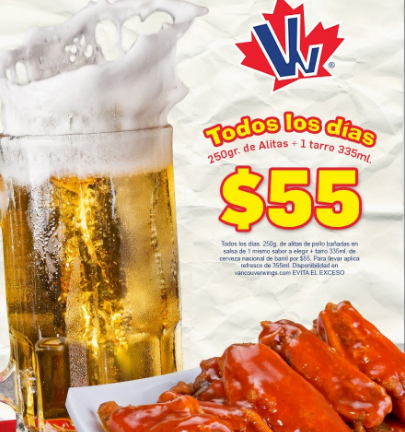 VW
®
Todos los días
250gr. de Alitas + 1 tarro 335ml.
$55
Todos los días. 250g. de alitas de pollo bañadas en
salsa de 1 mismo sabor a elegir + tarro 335ml. de
cerveza nacional de barril por $55. Para llevar aplica
refresco de 355ml. Disponibilidad en
vancouverwings.com EVITA EL EXCESO